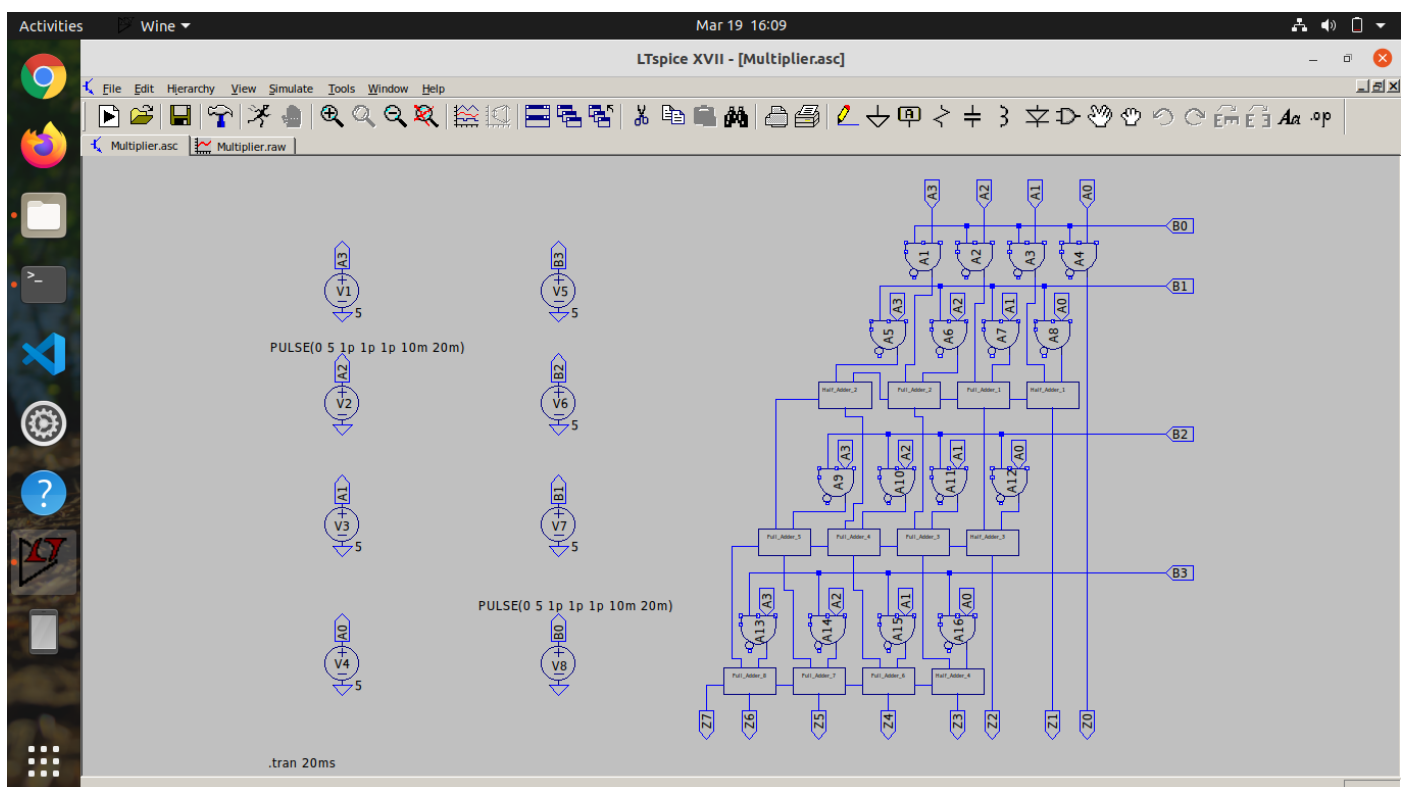 Activities
Wine
Mar 19 16:09
LTspice XVII - [Multiplier.asc]
File Edit Hierarchy View Simulate Tools Window Help
Aa .op
Multiplier.asc
Multiplier.raw
A3 A2 A1 A0
B0
A1 A2 A3 A4
B1
A3 A2 A1 A0
A5 A6 A7 A8
Half_Adder_2 Full_Adder_2 Full_Adder_1 Half_Adder_1
B2
A3 A2 A1 A0
A9 A10 A11 A12
Full_Adder_5 Full_Adder_4 Full_Adder_3 Half_Adder_3
B3
A3 A2 A1 A0
A13 A14 A15 A16
Full_Adder_8 Full_Adder_7 Full_Adder_6 Half_Adder_4
Z7 Z6 Z5 Z4 Z3 Z2 Z1 Z0
A3
V1
5
B3
V5
5
PULSE(0 5 1p 1p 1p 10m 20m)
A2
V2
B2
V6
5
A1
V3
5
B1
V7
5
PULSE(0 5 1p 1p 1p 10m 20m)
A0
V4
5
B0
V8
.tran 20ms